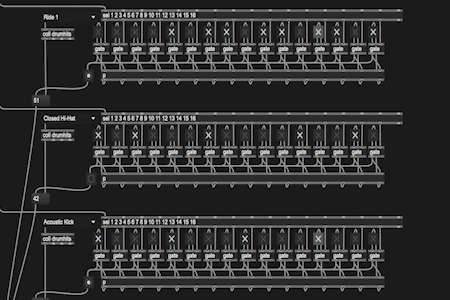 Ride 1
sel 1 2 3 4 5 6 7 8 9 10 11 12 13 14 15 16
coll drumhits
gate gate gate gate gate gate gate gate gate gate gate gate gate gate gate gate
p
51
Closed Hi-Hat
sel 1 2 3 4 5 6 7 8 9 10 11 12 13 14 15 16
coll drumhits
gate gate gate gate gate gate gate gate gate gate gate gate gate gate gate gate
p
42
Acoustic Kick
sel 1 2 3 4 5 6 7 8 9 10 11 12 13 14 15 16
coll drumhits
gate gate gate gate gate gate gate gate gate gate gate gate gate gate gate gate
p